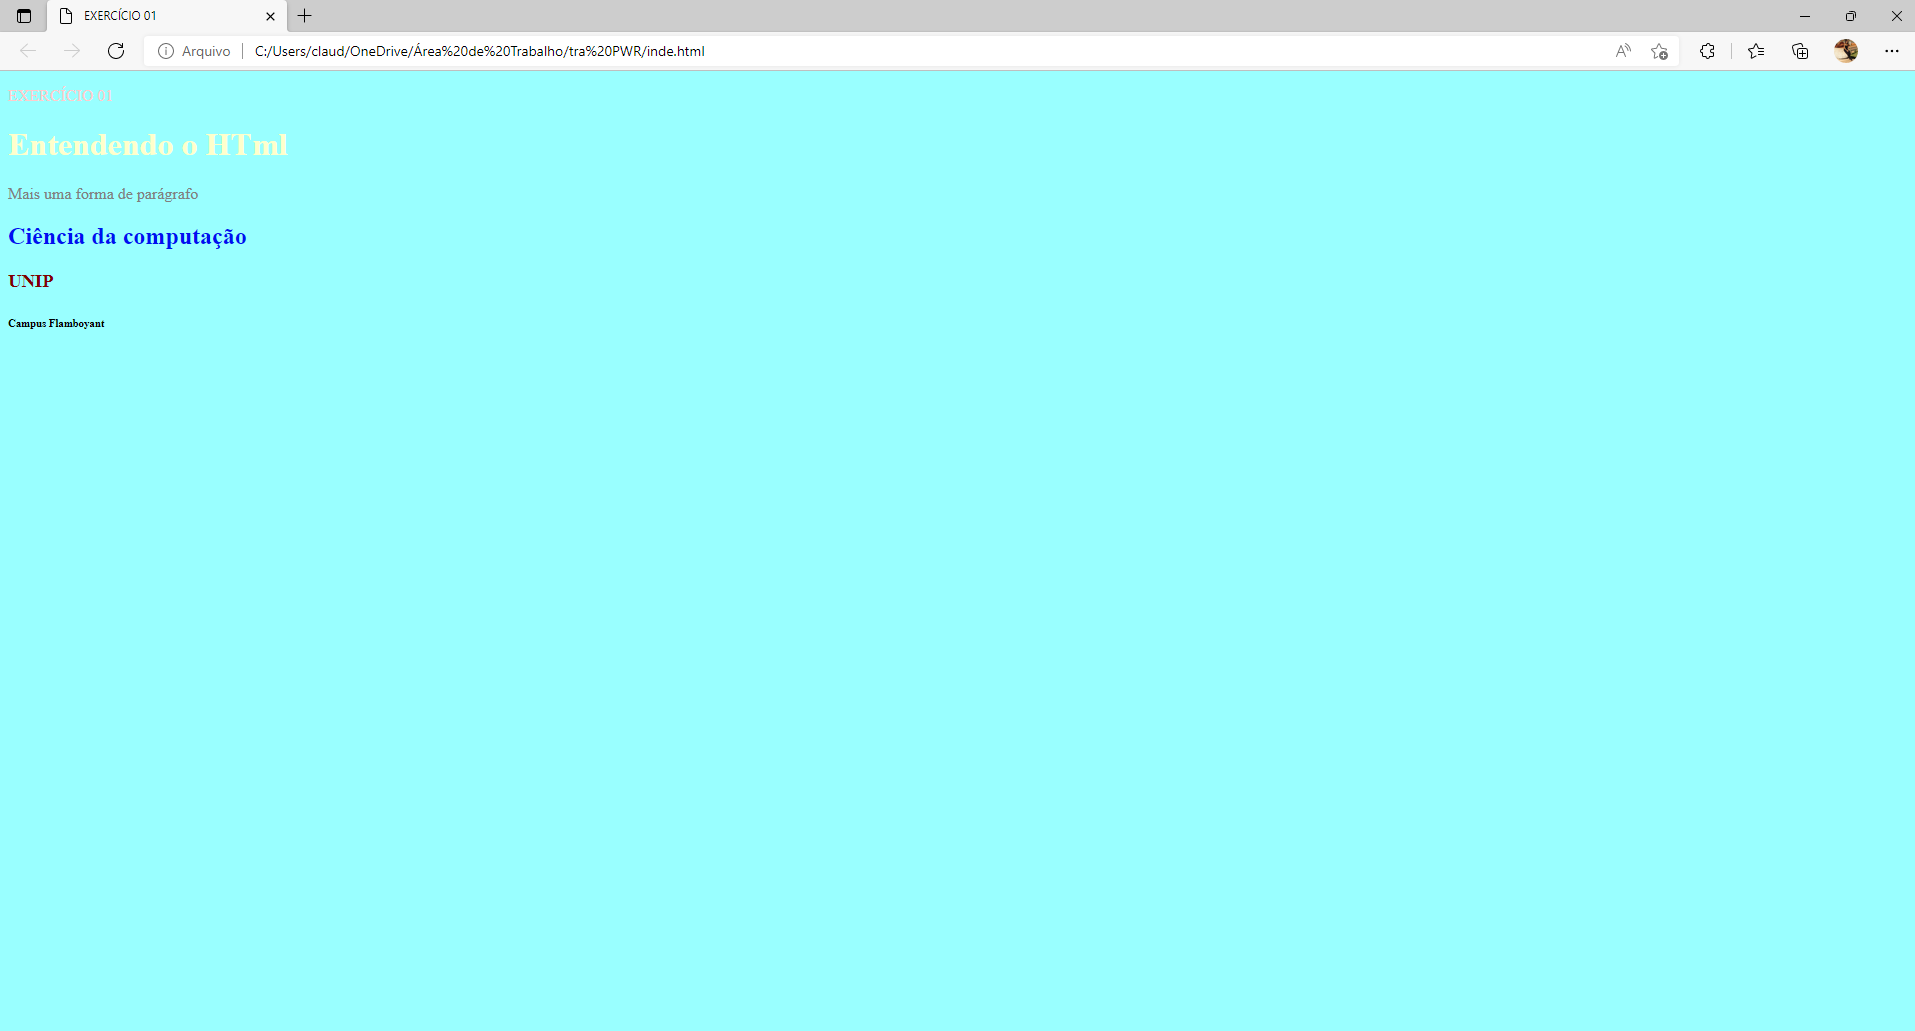 EXERCÍCIO 01
Arquivo
C:/Users/claud/OneDrive/Área%20de%20Trabalho/tra%20PWR/inde.html
EXERCÍCIO 01
Entendendo o HTml
Mais uma forma de parágrafo
Ciência da computação
UNIP
Campus Flamboyant